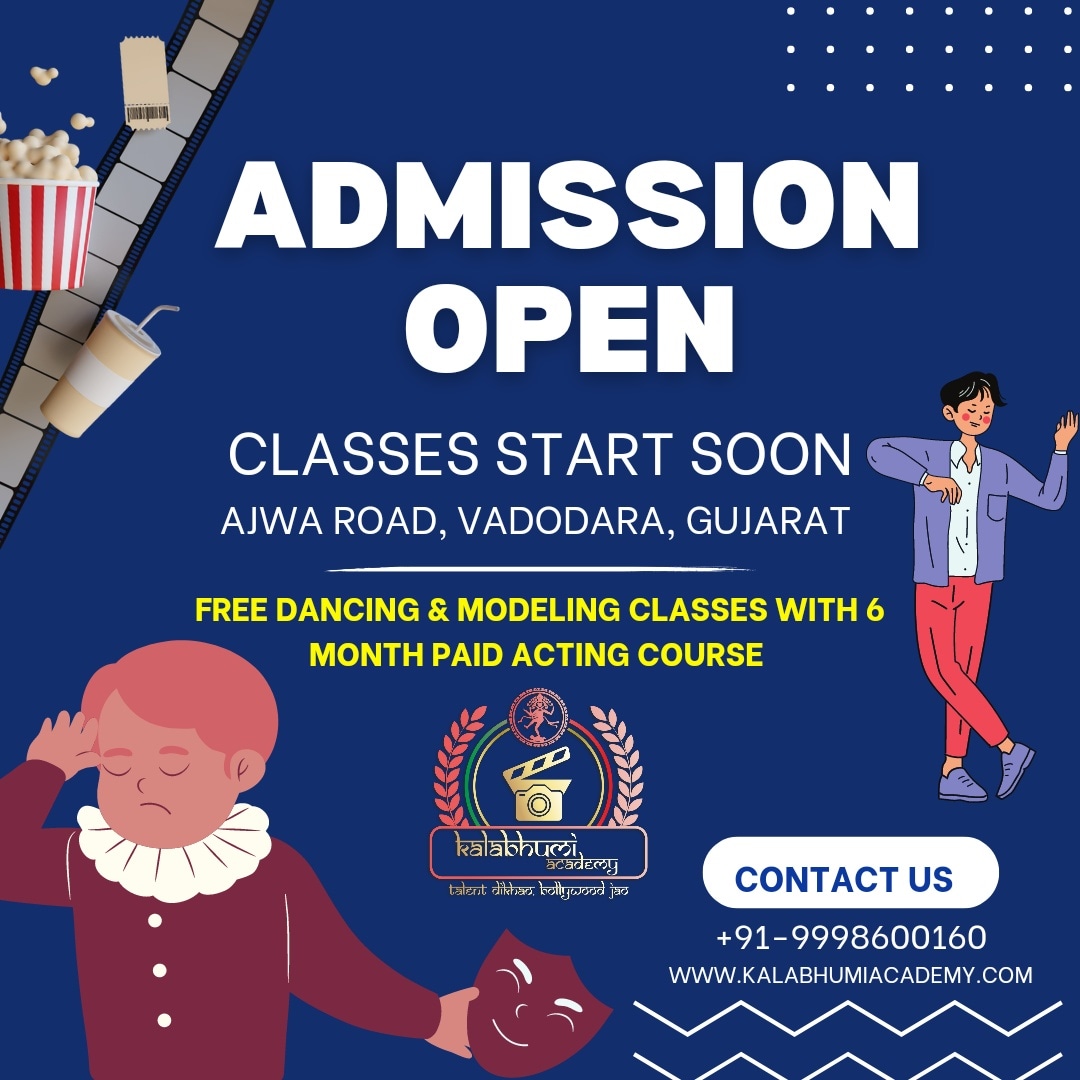 ADMISSION
OPEN
CLASSES START SOON
AJWA ROAD, VADODARA, GUJARAT
FREE DANCING & MODELING CLASSES WITH 6
MONTH PAID ACTING COURSE
kalabhumi
academy
talent dikhao, bollywood jao
CONTACT US
+91-9998600160
WWW.KALABHUMIACADEMY.COM